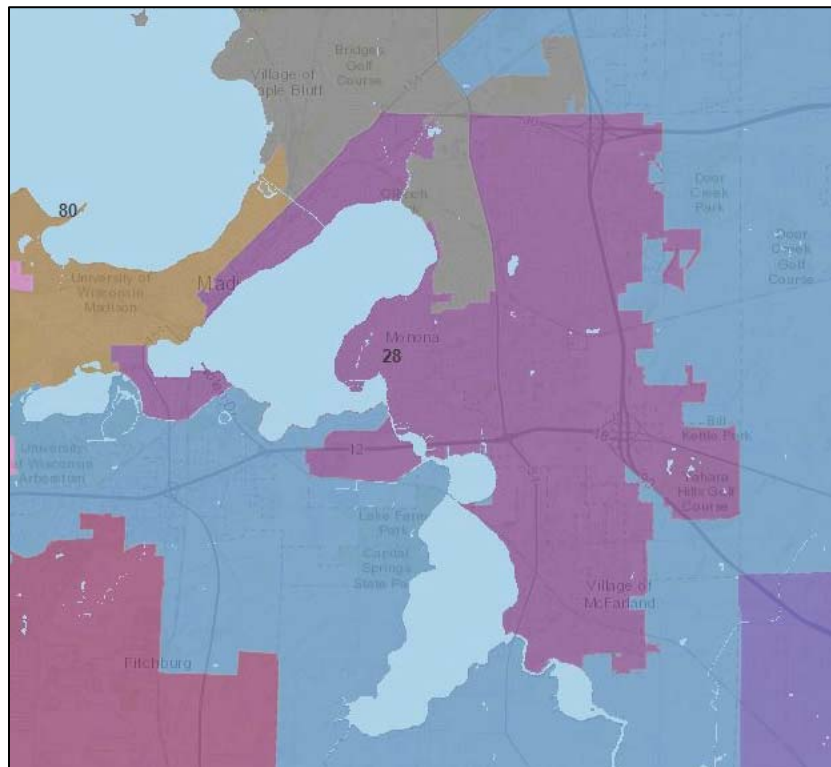 Bridges
Golf
Course
Village of
Maple Bluff
Door
Creek
Park
80
Door
Creek
Golf
Course
University of
Wisconsin
Madison
Mad
Monona
28
12
18
Bill
Kettle Park
University
of Wisconsin
Arboretum
Yahara
Hills Golf
Course
Lake Farm
Park
Capital
Springs
State Pa
Village of
McFarland
Fitchburg